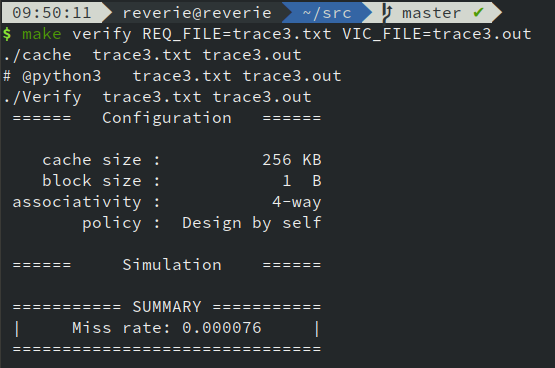 09:50:11 reverie@reverie ~/src master ✔
$ make verify REQ_FILE=trace3.txt VIC_FILE=trace3.out
./cache  trace3.txt trace3.out
# @python3   trace3.txt trace3.out
./Verify  trace3.txt trace3.out
======   Configuration   ======
cache size :          256 KB
block size :            1  B
associativity :           4-way
policy :  Design by self
======     Simulation    ======
=========== SUMMARY ===========
|     Miss rate: 0.000076     |
===============================